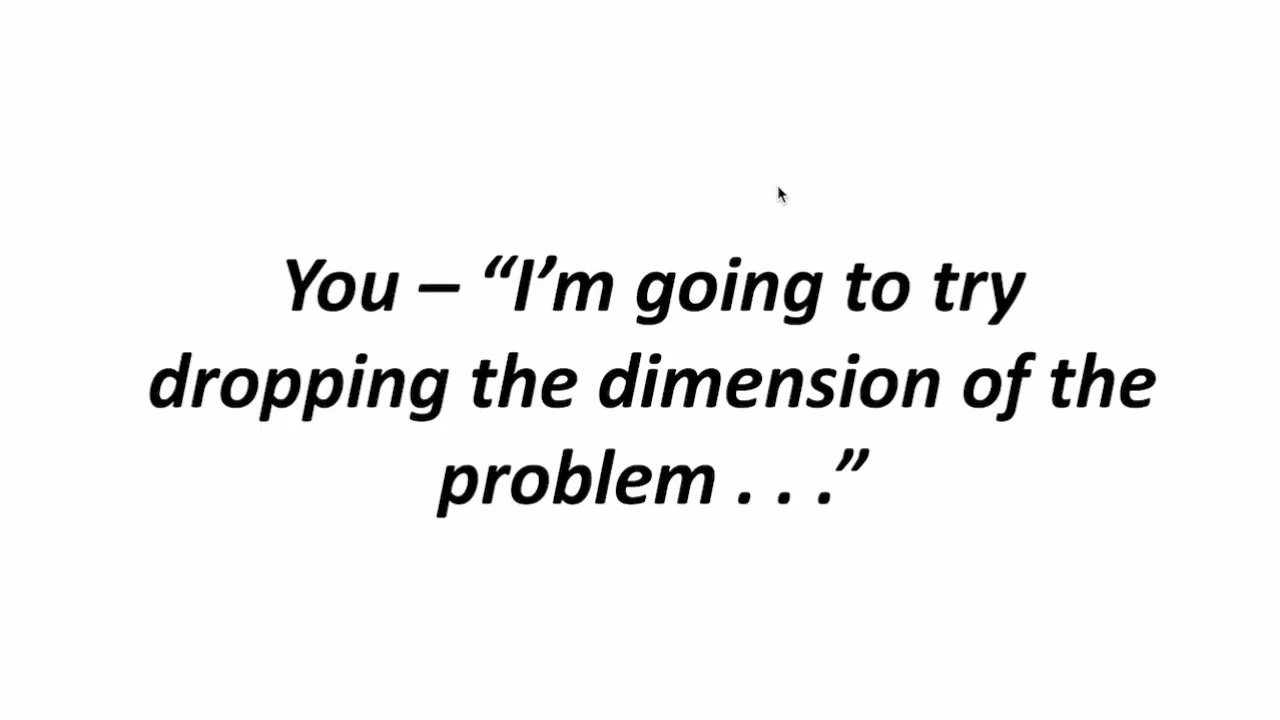 You – “I’m going to try
dropping the dimension of the
problem . . .”